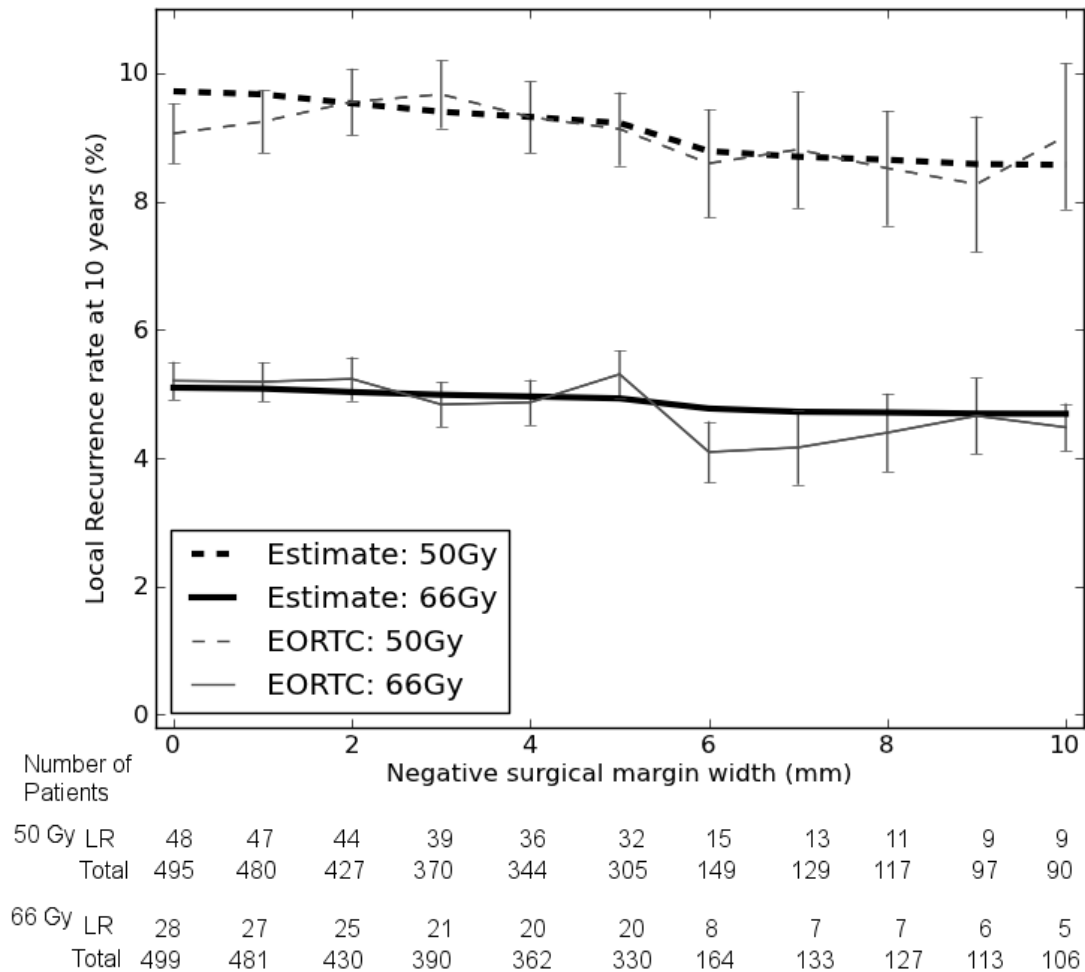 Local Recurrence rate at 10 years (%)
10
8
6
4
2
0
Estimate: 50Gy
Estimate: 66Gy
EORTC: 50Gy
EORTC: 66Gy
0 2 4 6 8 10
Negative surgical margin width (mm)
Number of
Patients
50 Gy LR 48 47 44 39 36 32 15 13 11 9 9
Total 495 480 427 370 344 305 149 129 117 97 90
66 Gy LR 28 27 25 21 20 20 8 7 7 6 5
Total 499 481 430 390 362 330 164 133 127 113 106